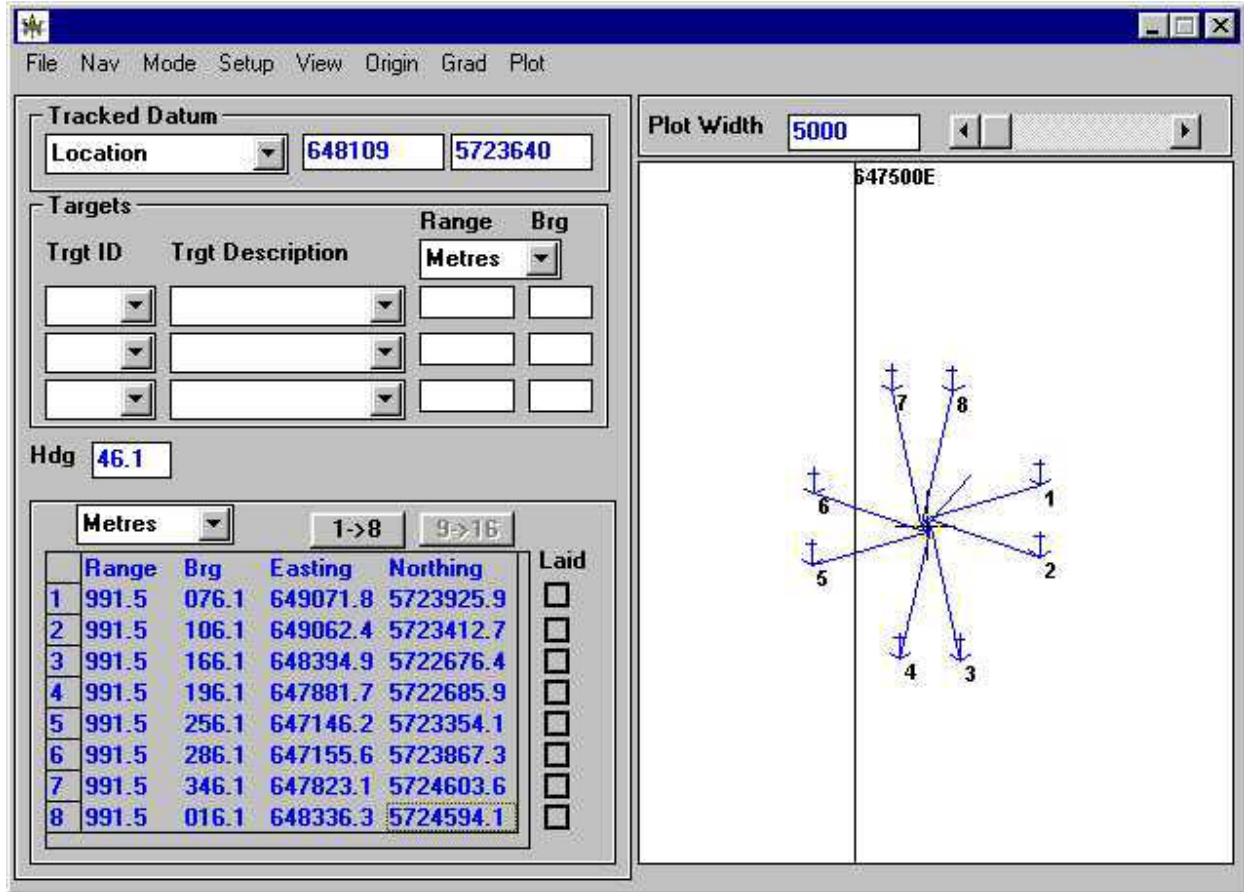 File Nav Mode Setup View Origin Grad Plot
Tracked Datum
Location 648109 5723640
Targets
Range Brg
Trgt ID Trgt Description Metres
Hdg 46.1
Metres 1->8 9->16
Range Brg Easting Northing Laid
1 991.5 076.1 649071.8 5723925.9
2 991.5 106.1 649062.4 5723412.7
3 991.5 166.1 648394.9 5722676.4
4 991.5 196.1 647881.7 5722685.9
5 991.5 256.1 647146.2 5723354.1
6 991.5 286.1 647155.6 5723867.3
7 991.5 346.1 647823.1 5724603.6
8 991.5 016.1 648336.3 5724594.1
Plot Width 5000
647500E
7 8
6 1
5 2
4 3